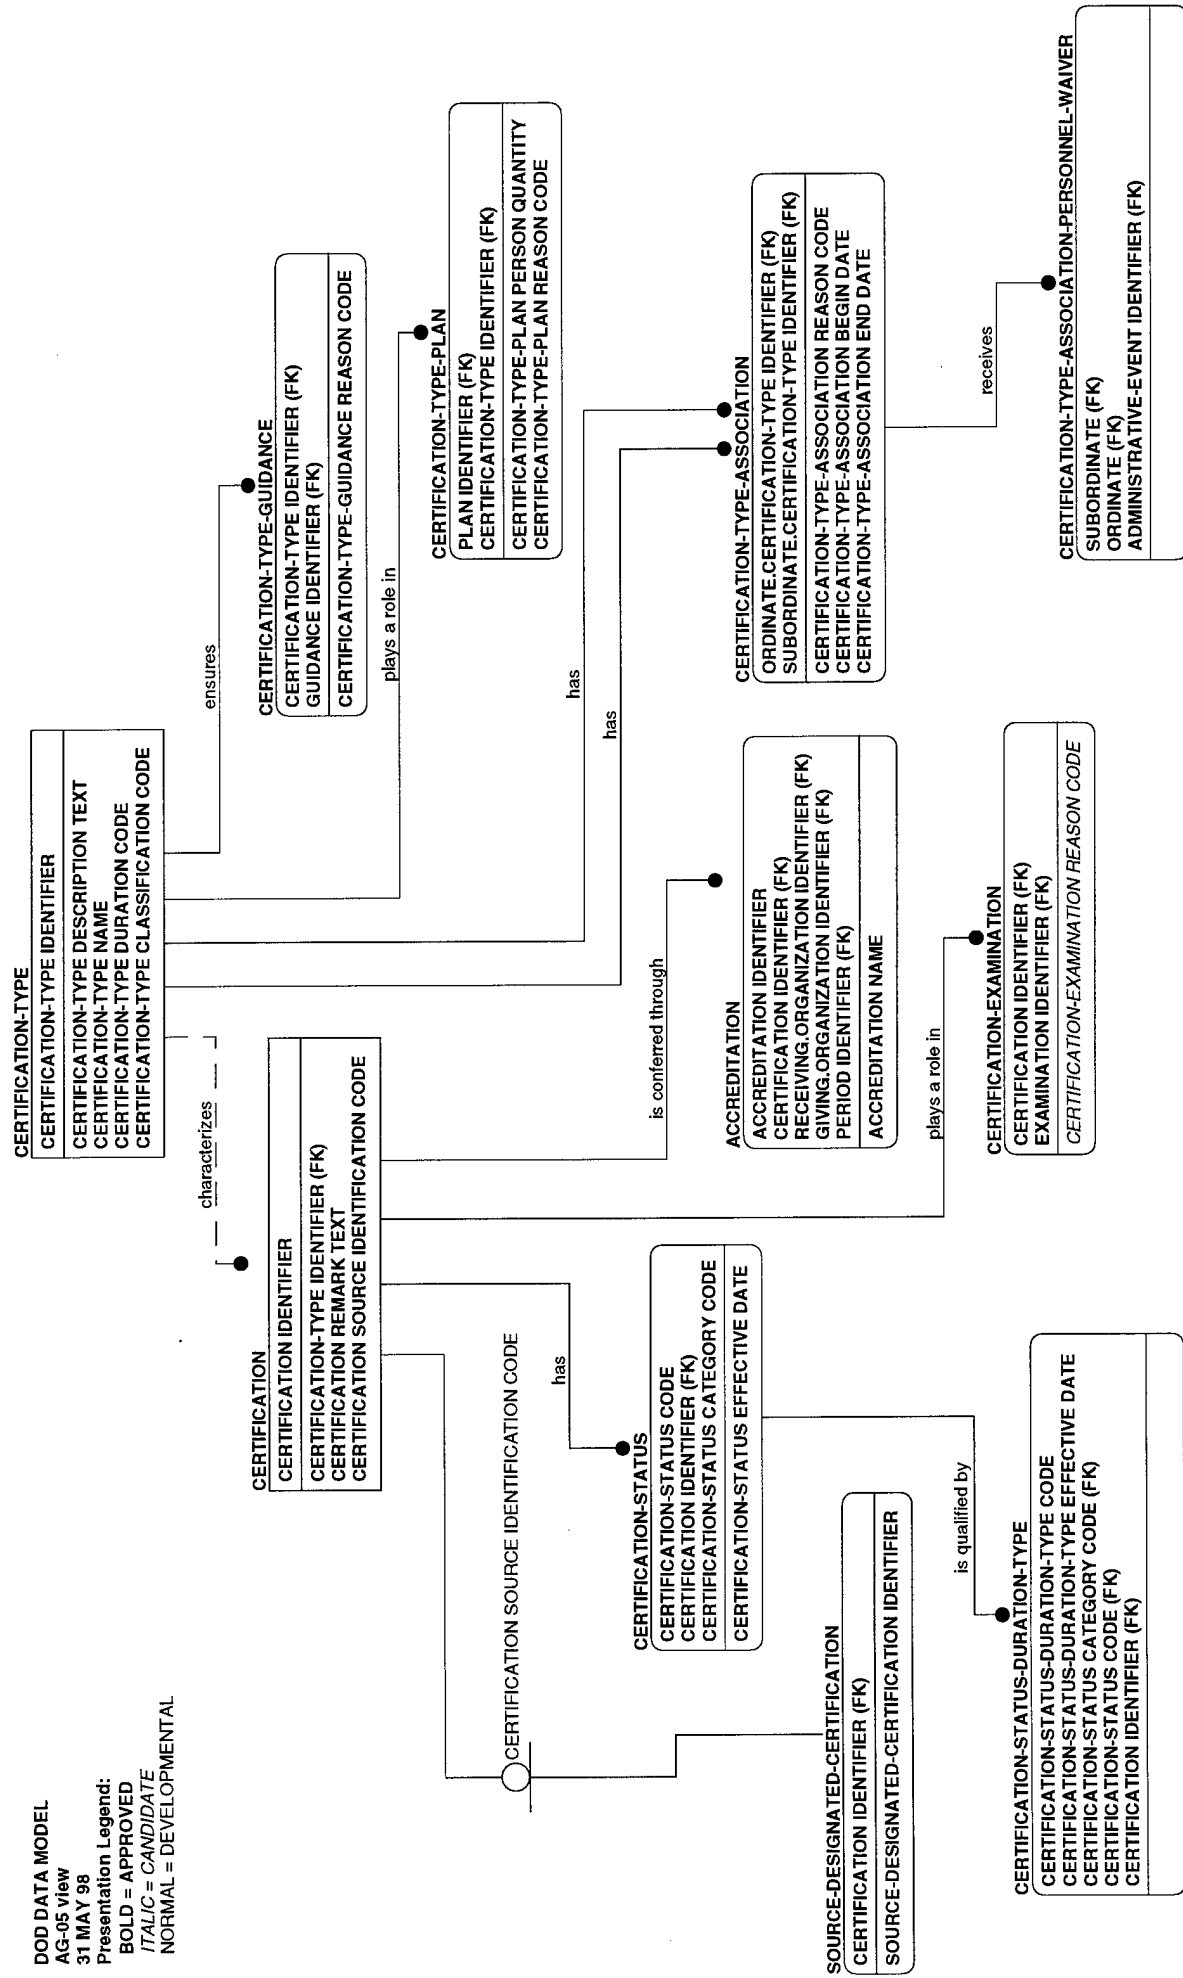 DOD DATA MODEL
AG-05 view
31 MAY 98
Presentation Legend:
BOLD = APPROVED
ITALIC = CANDIDATE
NORMAL = DEVELOPMENTAL
CERTIFICATION-TYPE
CERTIFICATION-TYPE IDENTIFIER
CERTIFICATION-TYPE DESCRIPTION TEXT
CERTIFICATION-TYPE NAME
CERTIFICATION-TYPE DURATION CODE
CERTIFICATION-TYPE CLASSIFICATION CODE
characterizes
ensures
CERTIFICATION
CERTIFICATION IDENTIFIER
CERTIFICATION-TYPE IDENTIFIER (FK)
CERTIFICATION REMARK TEXT
CERTIFICATION SOURCE IDENTIFICATION CODE
CERTIFICATION-TYPE-GUIDANCE
CERTIFICATION-TYPE IDENTIFIER (FK)
GUIDANCE IDENTIFIER (FK)
CERTIFICATION-TYPE-GUIDANCE REASON CODE
plays a role in
CERTIFICATION-TYPE-PLAN
PLAN IDENTIFIER (FK)
CERTIFICATION-TYPE IDENTIFIER (FK)
CERTIFICATION-TYPE-PLAN PERSON QUANTITY
CERTIFICATION-TYPE-PLAN REASON CODE
CERTIFICATION SOURCE IDENTIFICATION CODE
has
has
has
is conferred through
CERTIFICATION-STATUS
CERTIFICATION-STATUS CODE
CERTIFICATION IDENTIFIER (FK)
CERTIFICATION-STATUS CATEGORY CODE
CERTIFICATION-STATUS EFFECTIVE DATE
ACCREDITATION
ACCREDITATION IDENTIFIER
CERTIFICATION IDENTIFIER (FK)
RECEIVING.ORGANIZATION IDENTIFIER (FK)
GIVING.ORGANIZATION IDENTIFIER (FK)
PERIOD IDENTIFIER (FK)
ACCREDITATION NAME
CERTIFICATION-TYPE-ASSOCIATION
ORDINATE.CERTIFICATION-TYPE IDENTIFIER (FK)
SUBORDINATE.CERTIFICATION-TYPE IDENTIFIER (FK)
CERTIFICATION-TYPE-ASSOCIATION REASON CODE
CERTIFICATION-TYPE-ASSOCIATION BEGIN DATE
CERTIFICATION-TYPE-ASSOCIATION END DATE
SOURCE-DESIGNATED-CERTIFICATION
CERTIFICATION IDENTIFIER (FK)
SOURCE-DESIGNATED-CERTIFICATION IDENTIFIER
is qualified by
plays a role in
receives
CERTIFICATION-STATUS-DURATION-TYPE
CERTIFICATION-STATUS-DURATION-TYPE CODE
CERTIFICATION-STATUS-DURATION-TYPE EFFECTIVE DATE
CERTIFICATION-STATUS CATEGORY CODE (FK)
CERTIFICATION-STATUS CODE (FK)
CERTIFICATION IDENTIFIER (FK)
CERTIFICATION-EXAMINATION
CERTIFICATION IDENTIFIER (FK)
EXAMINATION IDENTIFIER (FK)
CERTIFICATION-EXAMINATION REASON CODE
CERTIFICATION-TYPE-ASSOCIATION-PERSONNEL-WAIVER
SUBORDINATE (FK)
ORDINATE (FK)
ADMINISTRATIVE-EVENT IDENTIFIER (FK)